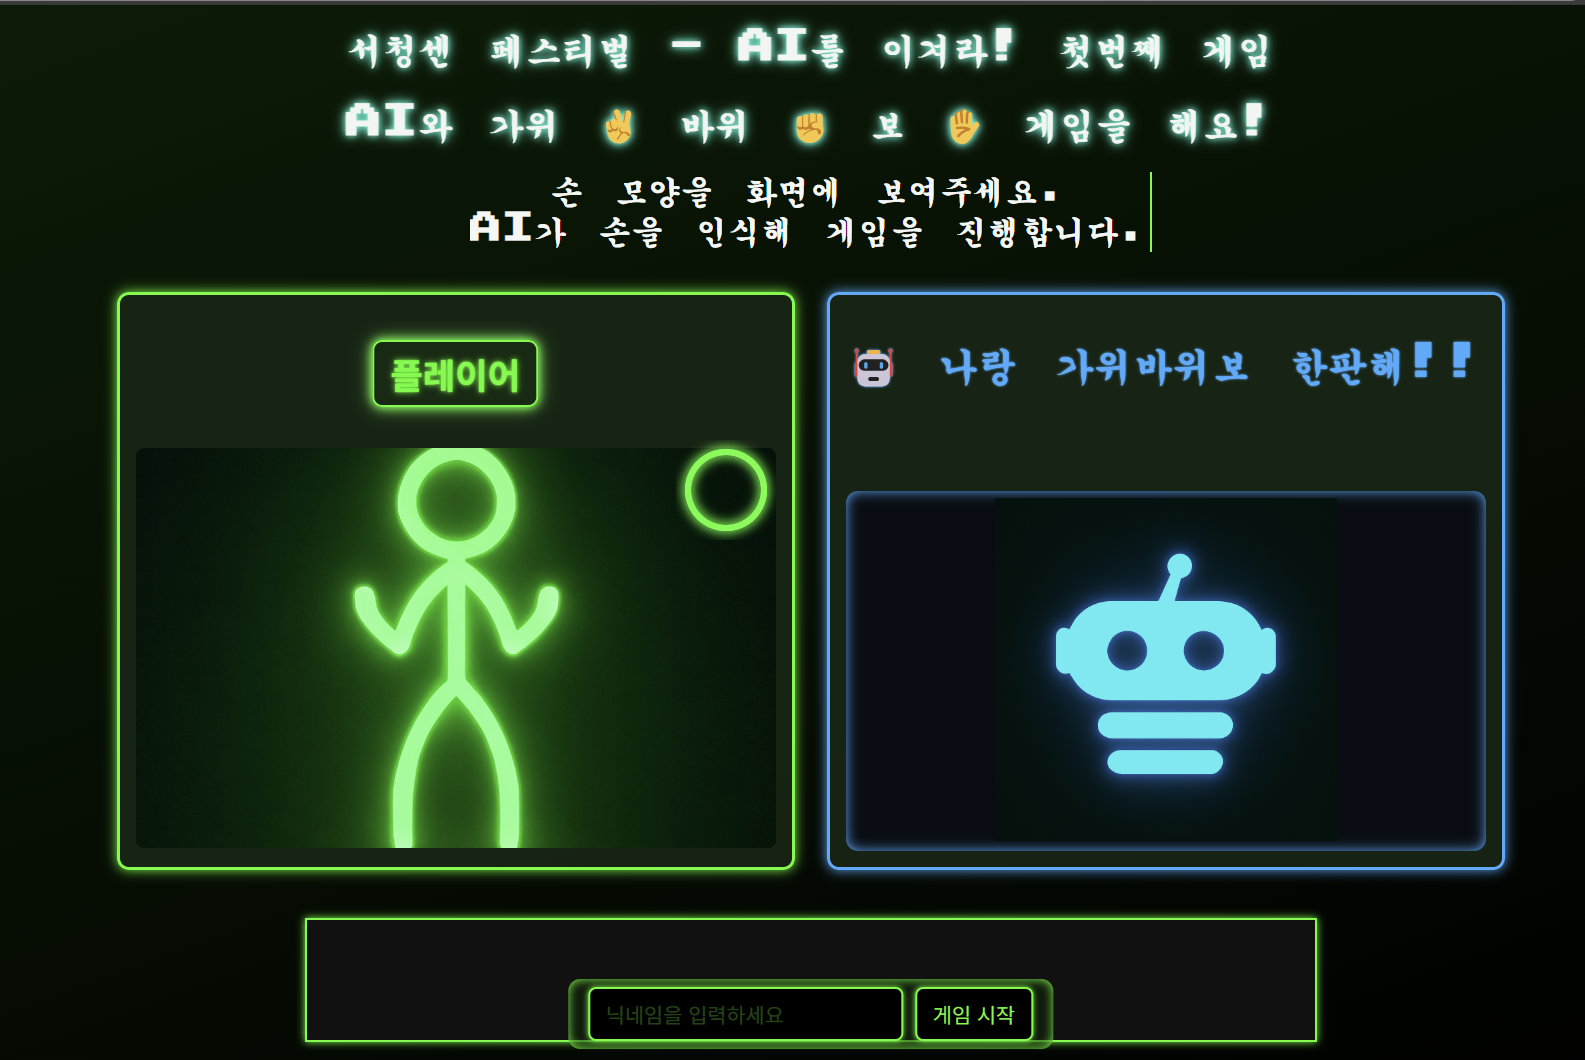 서청센 페스티벌 - AI를 이겨라! 첫번째 게임
AI와 가위 ✌ 바위 ✊ 보 ✋ 게임을 해요!
손 모양을 화면에 보여주세요.
AI가 손을 인식해 게임을 진행합니다.
플레이어
🤖 나랑 가위바위보 한판해!!
닉네임을 입력하세요
게임 시작